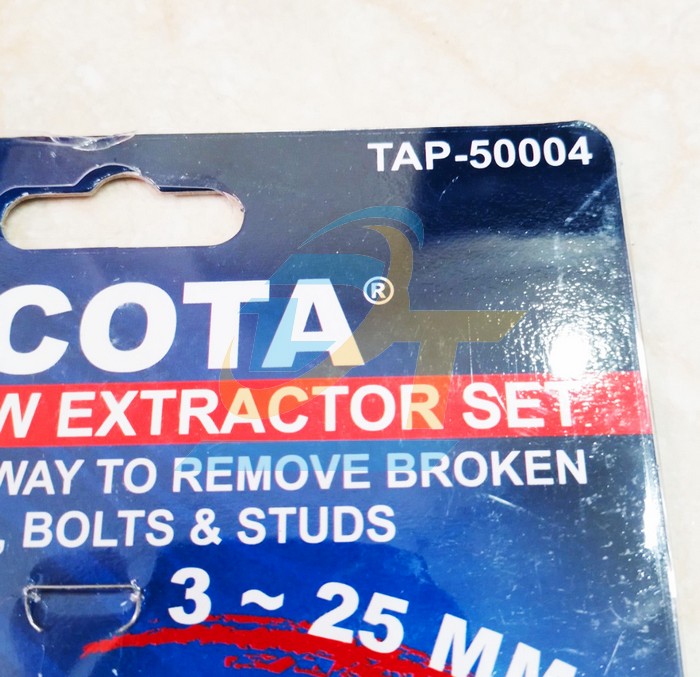 TAP-50004
COTA®
W EXTRACTOR SET
WAY TO REMOVE BROKEN
, BOLTS & STUDS
3 ~ 25 MM